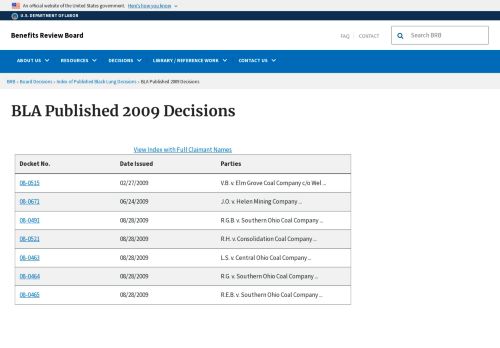 An official website of the United States government. Here's how you know
U.S. DEPARTMENT OF LABOR
Benefits Review Board
FAQ CONTACT
Search BRB
ABOUT US RESOURCES DECISIONS LIBRARY / REFERENCE WORK CONTACT US
BRB » Board Decisions » Index of Published Black Lung Decisions » BLA Published 2009 Decisions
BLA Published 2009 Decisions
View Index with Full Claimant Names
Docket No. Date Issued Parties
08-0515 02/27/2009 V.B. v. Elm Grove Coal Company c/o Wel ...
08-0671 06/24/2009 J.O. v. Helen Mining Company ...
08-0491 08/28/2009 R.G.B. v. Southern Ohio Coal Company ...
08-0521 08/28/2009 R.H. v. Consolidation Coal Company ...
08-0463 08/28/2009 L.S. v. Central Ohio Coal Company ...
08-0464 08/28/2009 R.G. v. Southern Ohio Coal Company ...
08-0465 08/28/2009 R.E.B. v. Southern Ohio Coal Company ...